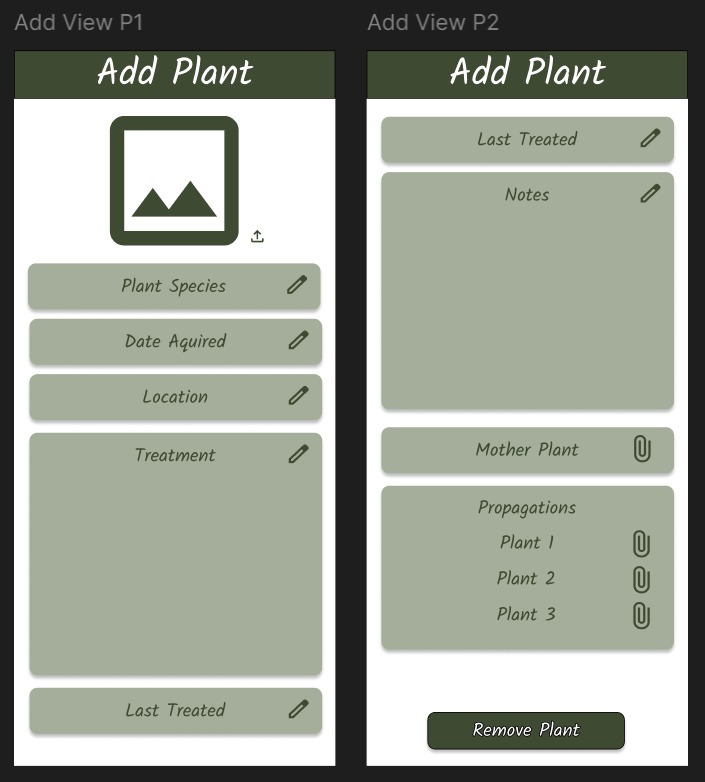 Add View P1
Add Plant
Plant Species
Date Aquired
Location
Treatment
Last Treated
Add View P2
Add Plant
Last Treated
Notes
Mother Plant
Propagations
Plant 1
Plant 2
Plant 3
Remove Plant